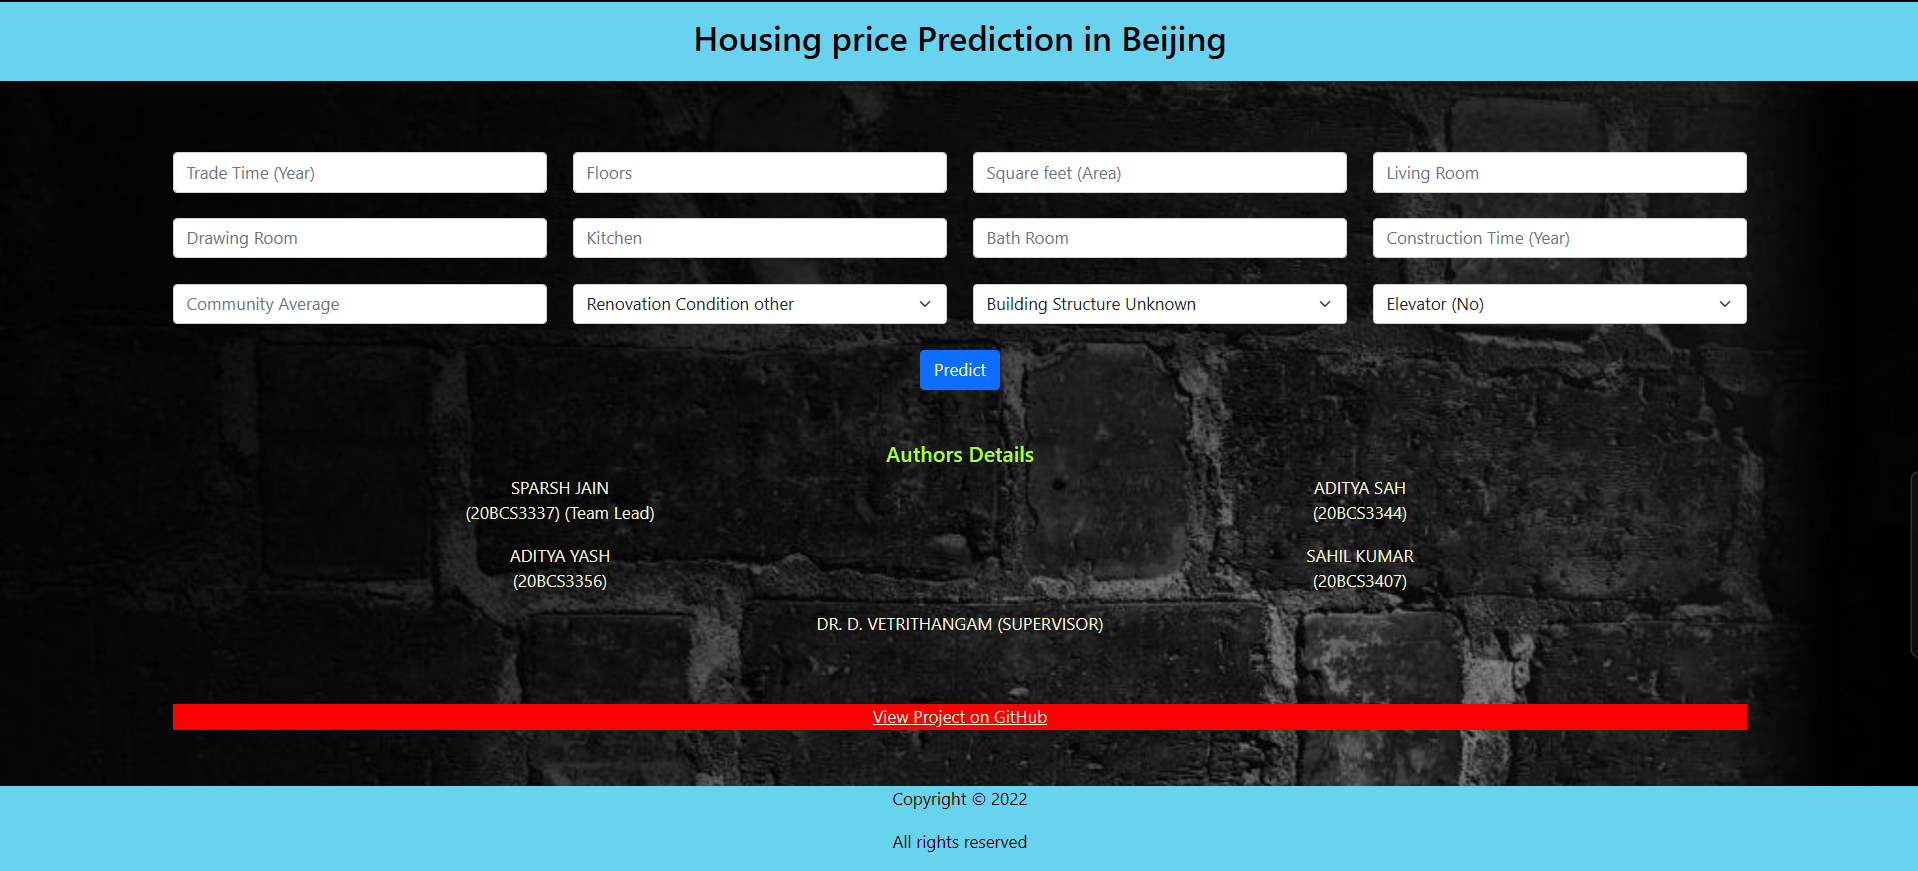 Housing price Prediction in Beijing
Trade Time (Year)
Floors
Square feet (Area)
Living Room
Drawing Room
Kitchen
Bath Room
Construction Time (Year)
Community Average
Renovation Condition other
Building Structure Unknown
Elevator (No)
Predict
Authors Details
SPARSH JAIN
(20BCS3337) (Team Lead)
ADITYA SAH
(20BCS3344)
ADITYA YASH
(20BCS3356)
SAHIL KUMAR
(20BCS3407)
DR. D. VETRITHANGAM (SUPERVISOR)
View Project on GitHub
Copyright © 2022
All rights reserved